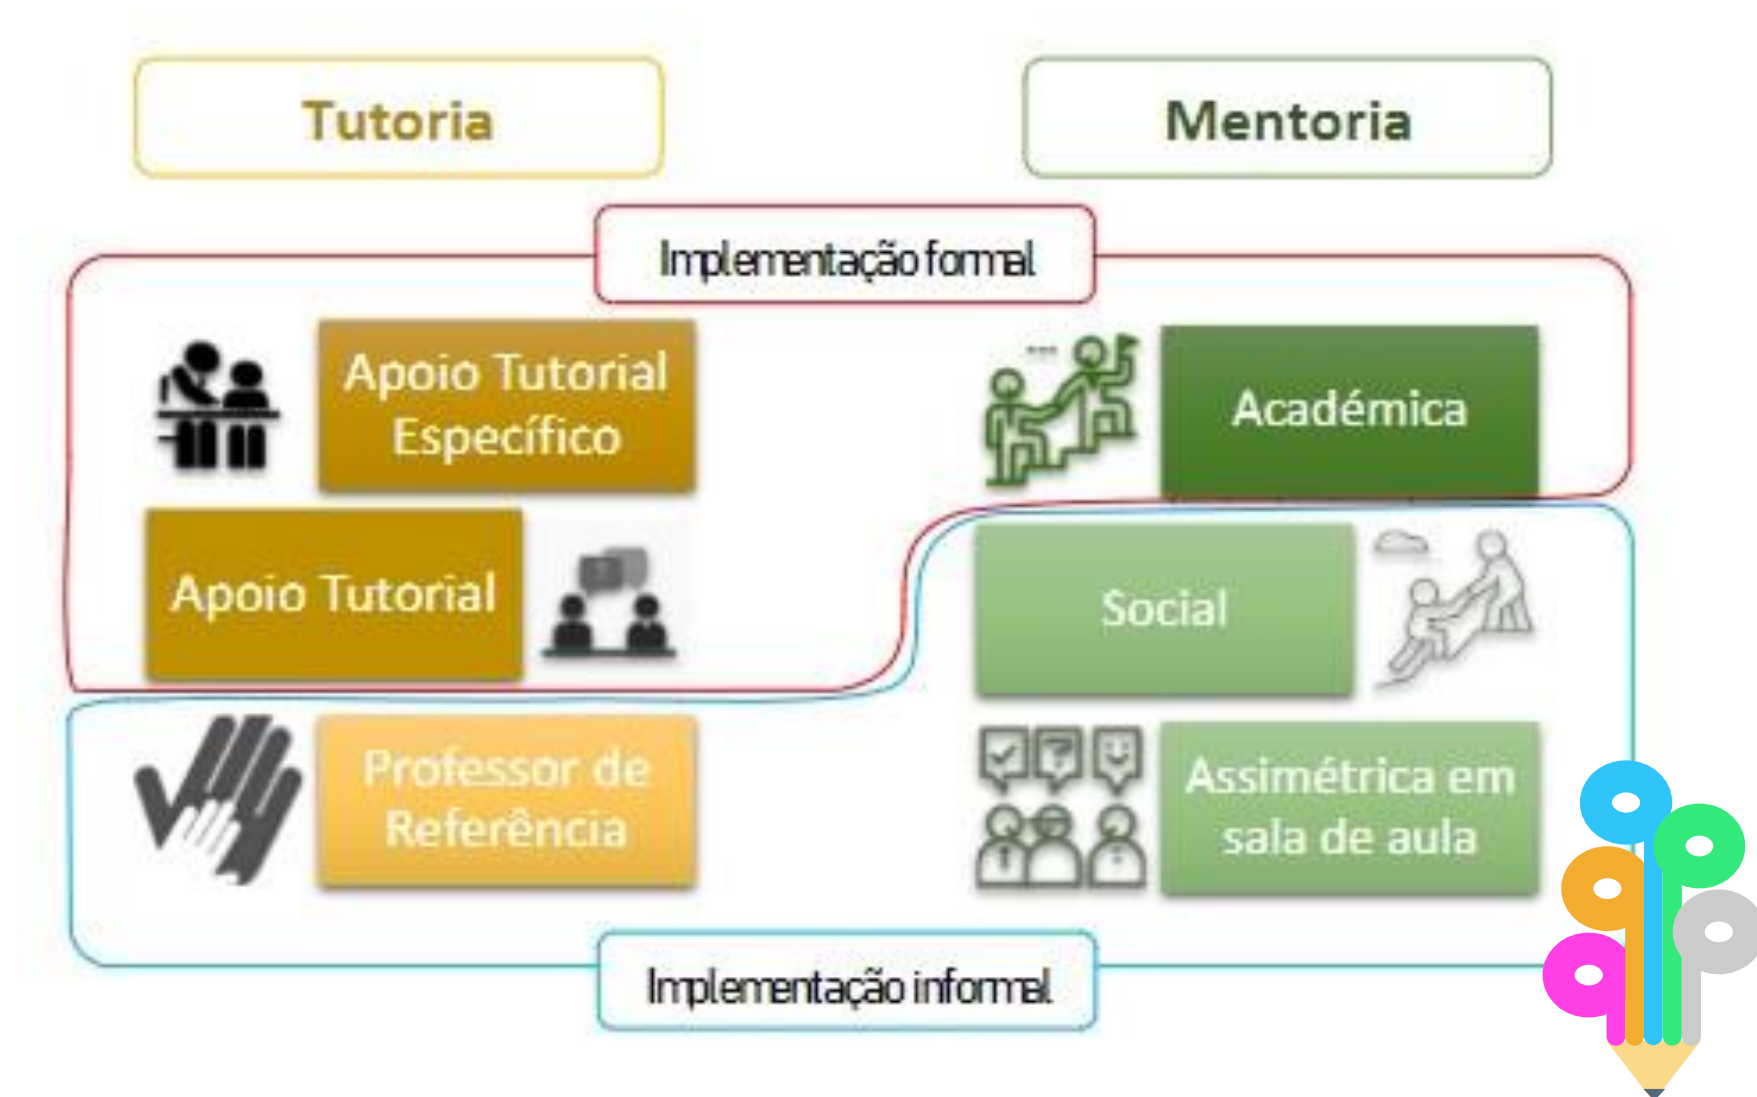 Tutoria
Mentoria
Implementação formal
Apoio Tutorial
Específico
Académica
Apoio Tutorial
Social
Professor de
Referência
Assimétrica em
sala de aula
Implementação informal